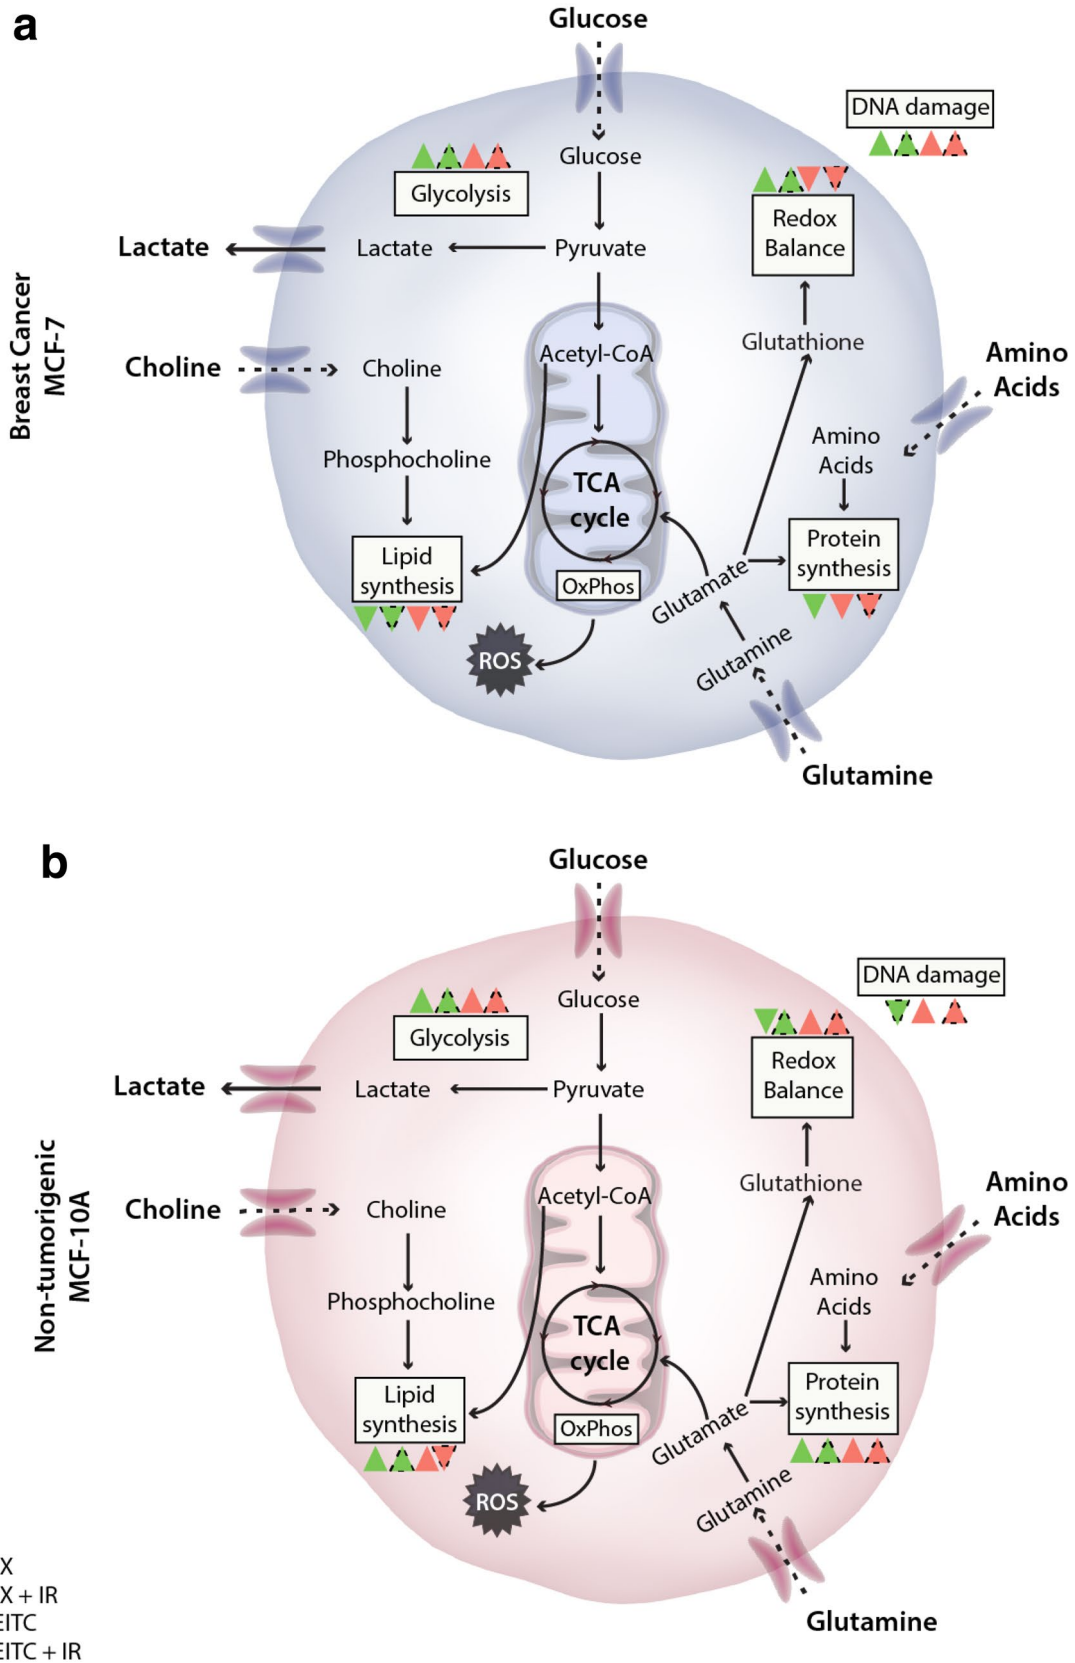 a
Glucose
DNA damage
Glucose
Glycolysis
Redox
Balance
Lactate
Lactate
Pyruvate
Breast Cancer
MCF-7
Acetyl-CoA
Glutathione
Amino
Acids
Choline
Choline
Amino
Acids
Phosphocholine
TCA
cycle
Protein
synthesis
Lipid
synthesis
OxPhos
Glutamate
ROS
Glutamine
Glutamine
b
Glucose
DNA damage
Glucose
Glycolysis
Redox
Balance
Lactate
Lactate
Pyruvate
Non-tumorigenic
MCF-10A
Acetyl-CoA
Glutathione
Amino
Acids
Choline
Choline
Amino
Acids
Phosphocholine
TCA
cycle
Protein
synthesis
Lipid
synthesis
OxPhos
Glutamate
ROS
Glutamine
Glutamine
X
X + IR
EITC
EITC + IR